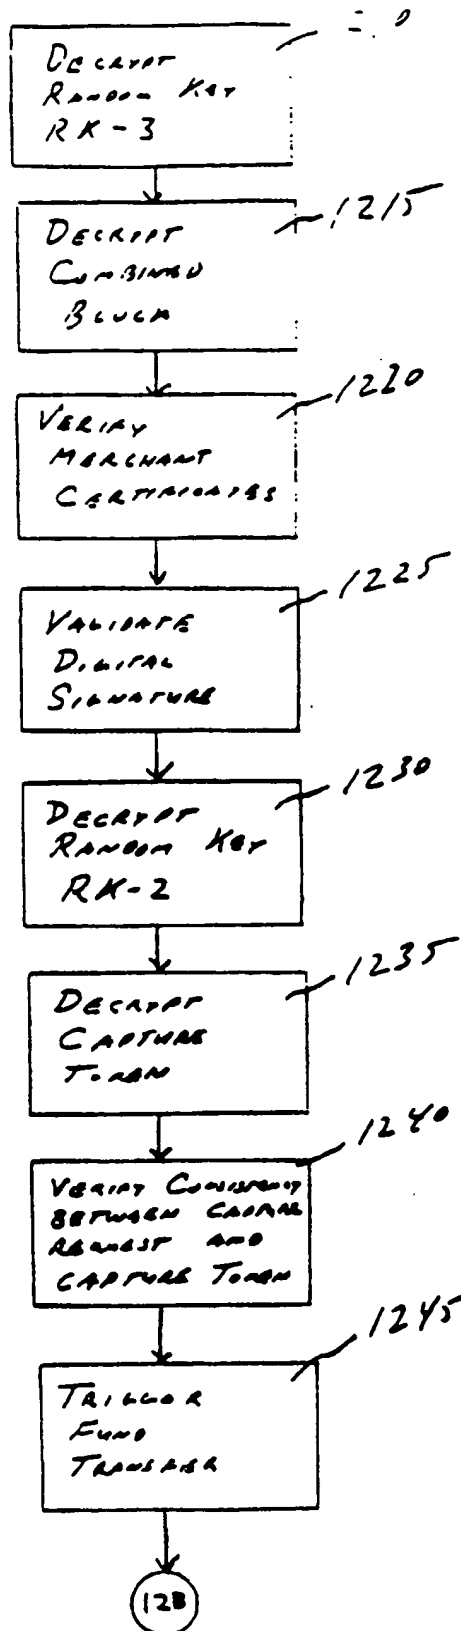 DECRYPT
RANDOM KEY
RK-3
1215
DECRYPT
COMBINED
BLOCK
1220
VERIFY
MERCHANT
CERTIFICATES
1225
VALIDATE
DIGITAL
SIGNATURE
1230
DECRYPT
RANDOM KEY
RK-2
1235
DECRYPT
CAPTURE
TOKEN
1240
VERIFY CONSISTENCY
BETWEEN CAPTURE
REQUEST AND
CAPTURE TOKEN
1245
TRIGGER
FUND
TRANSFER
12B